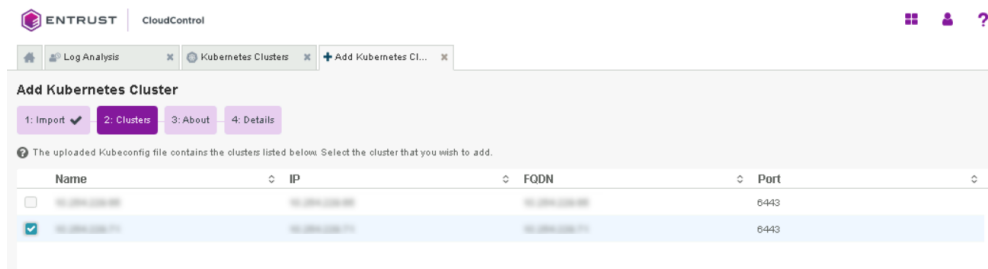 ENTRUST CloudControl
Log Analysis Kubernetes Clusters Add Kubernetes Cl...
Add Kubernetes Cluster
1: Import 2: Clusters 3: About 4: Details
The uploaded Kubeconfig file contains the clusters listed below. Select the cluster that you wish to add.
Name IP FQDN Port
6443
6443